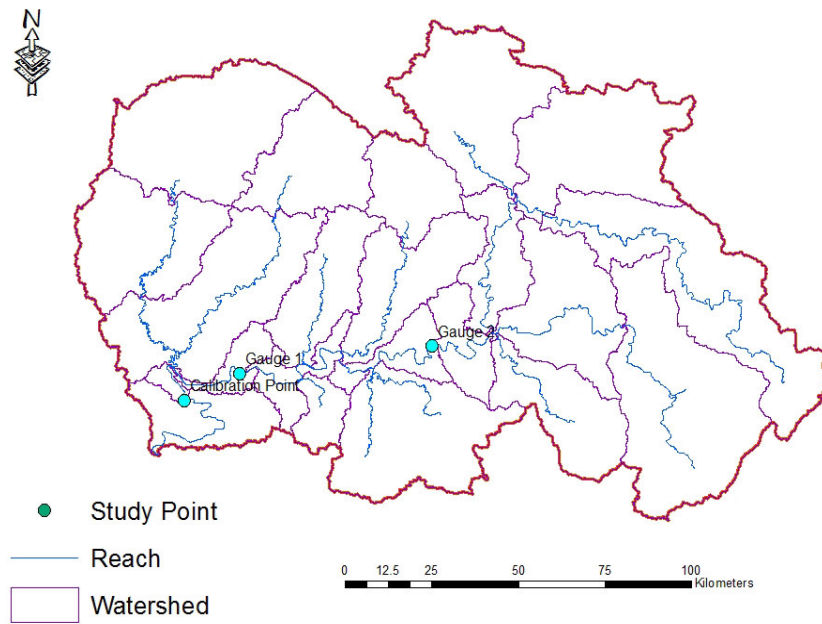 N
Gauge 2
Gauge 1
Calibration Point
Study Point
Reach
Watershed
0 12.5 25 50 75 100
Kilometers